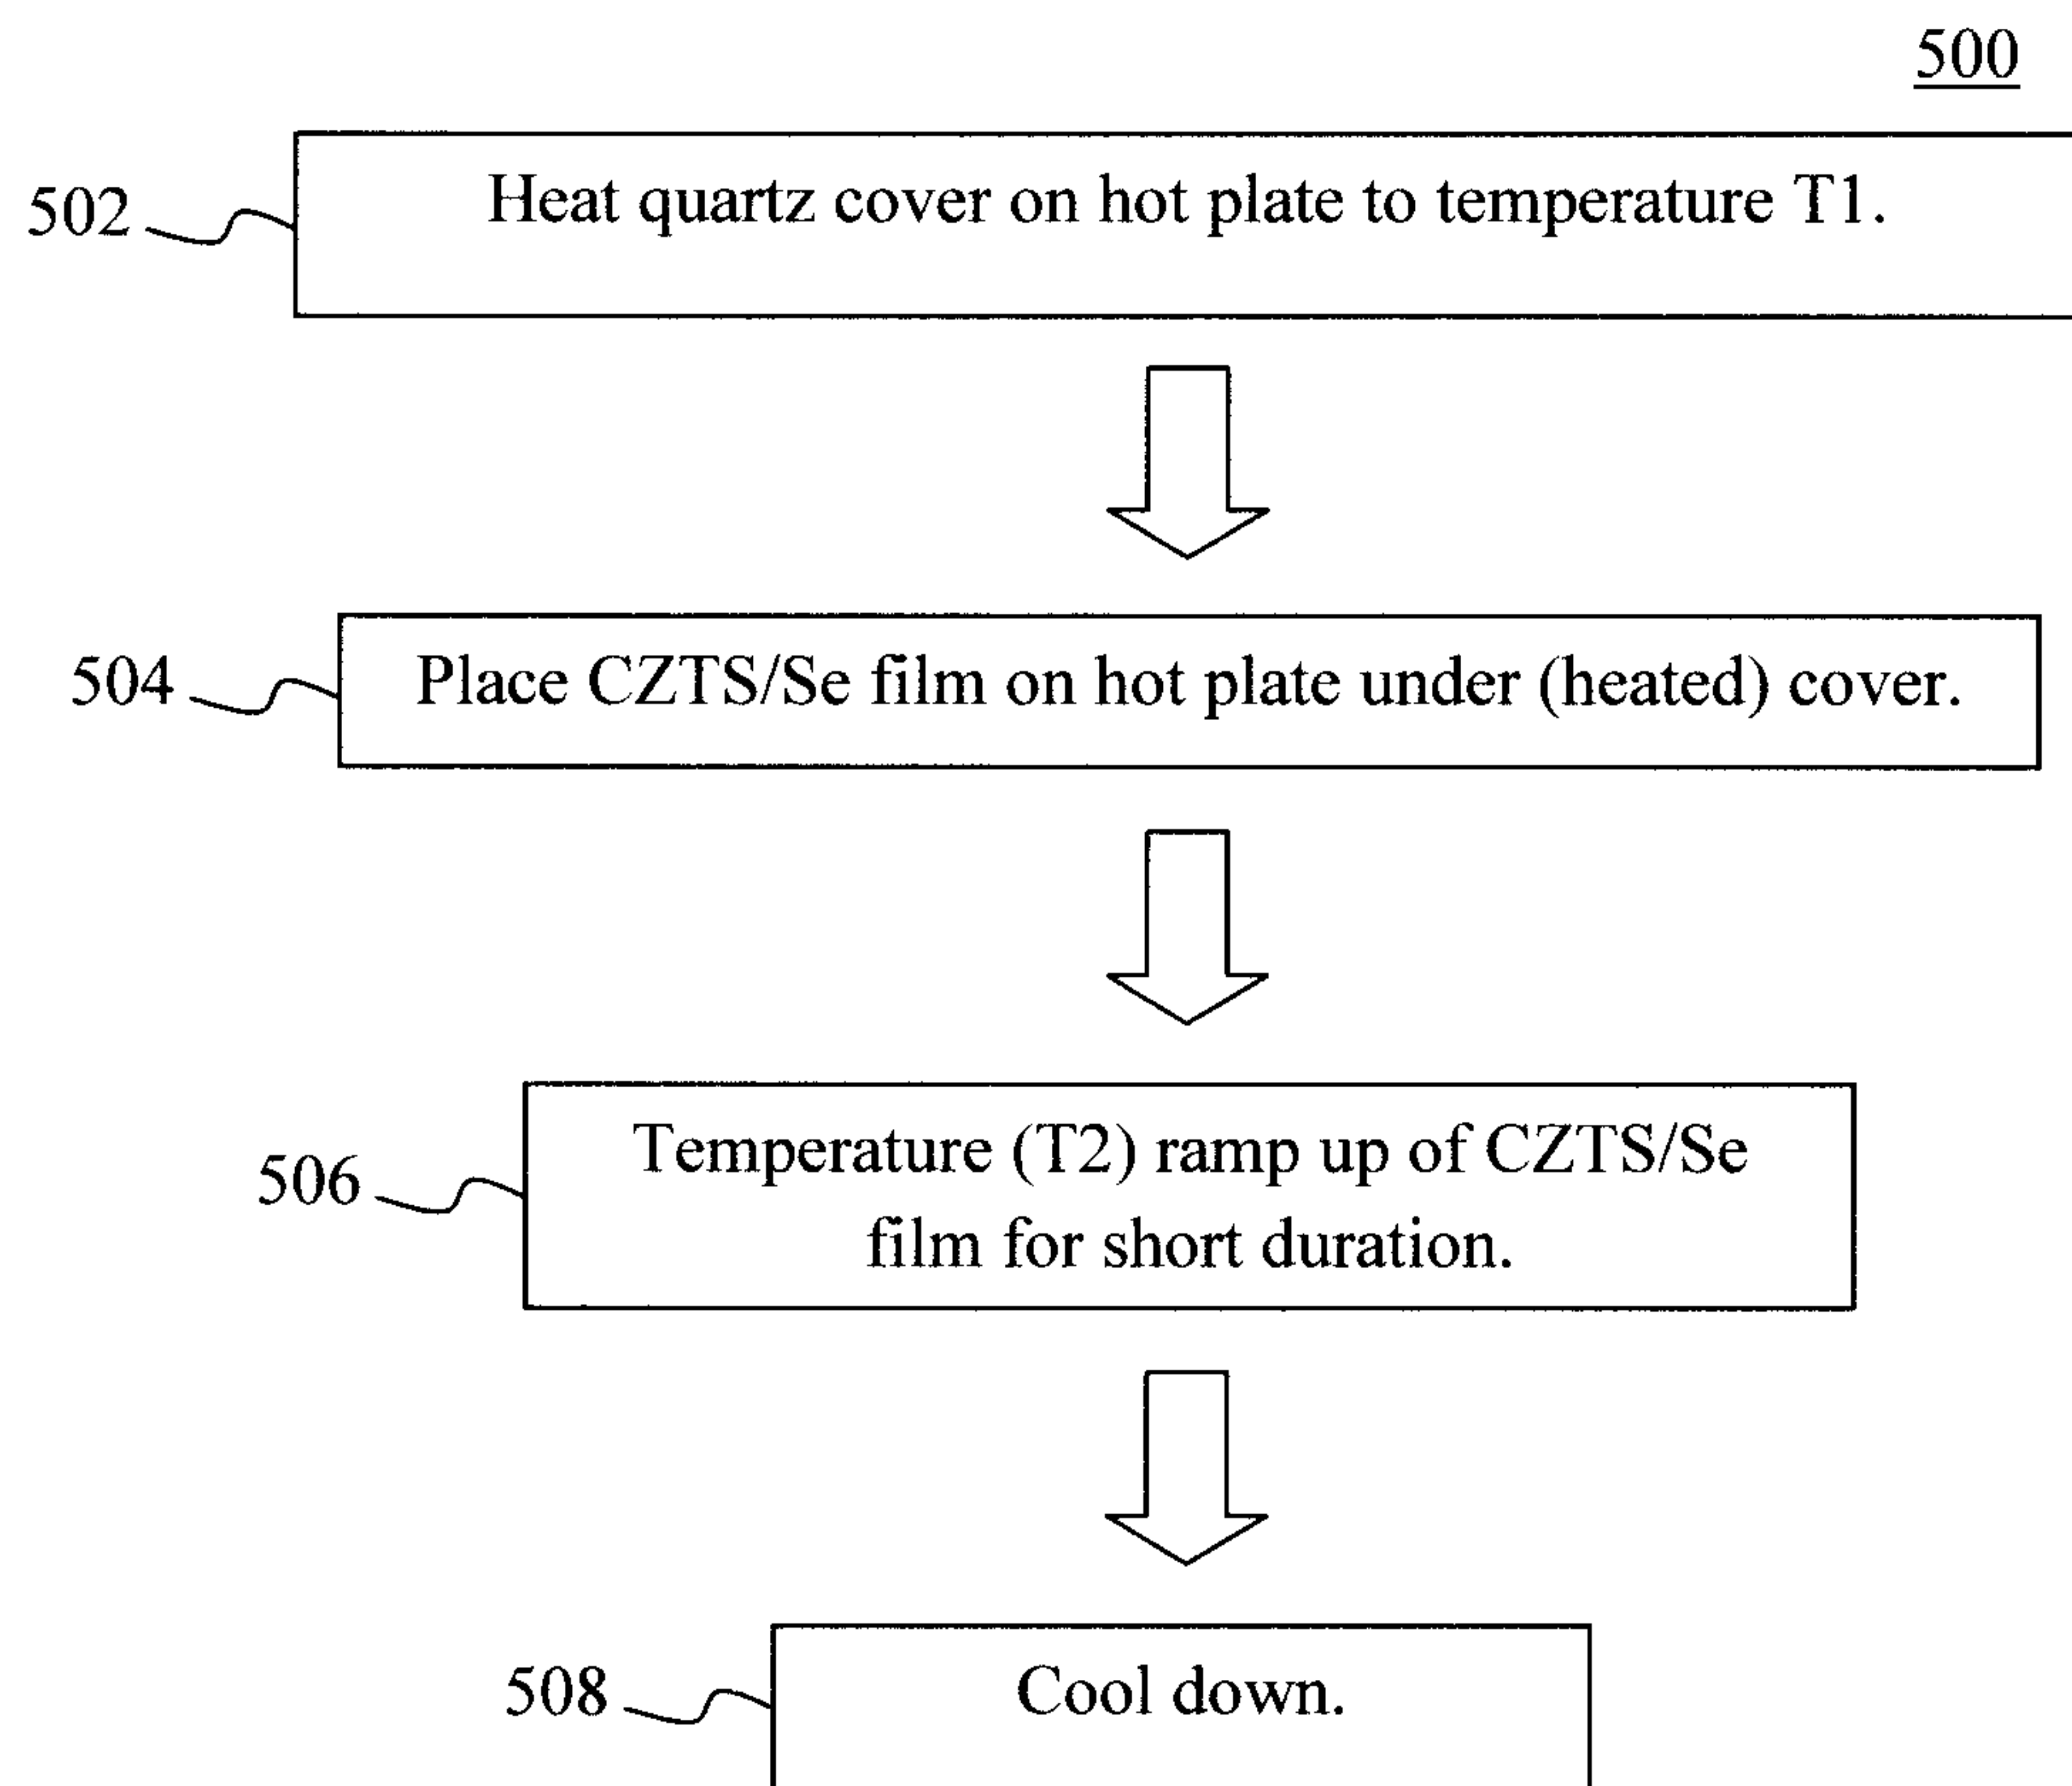 500
502
Heat quartz cover on hot plate to temperature T1.
504
Place CZTS/Se film on hot plate under (heated) cover.
506
Temperature (T2) ramp up of CZTS/Se
film for short duration.
508
Cool down.